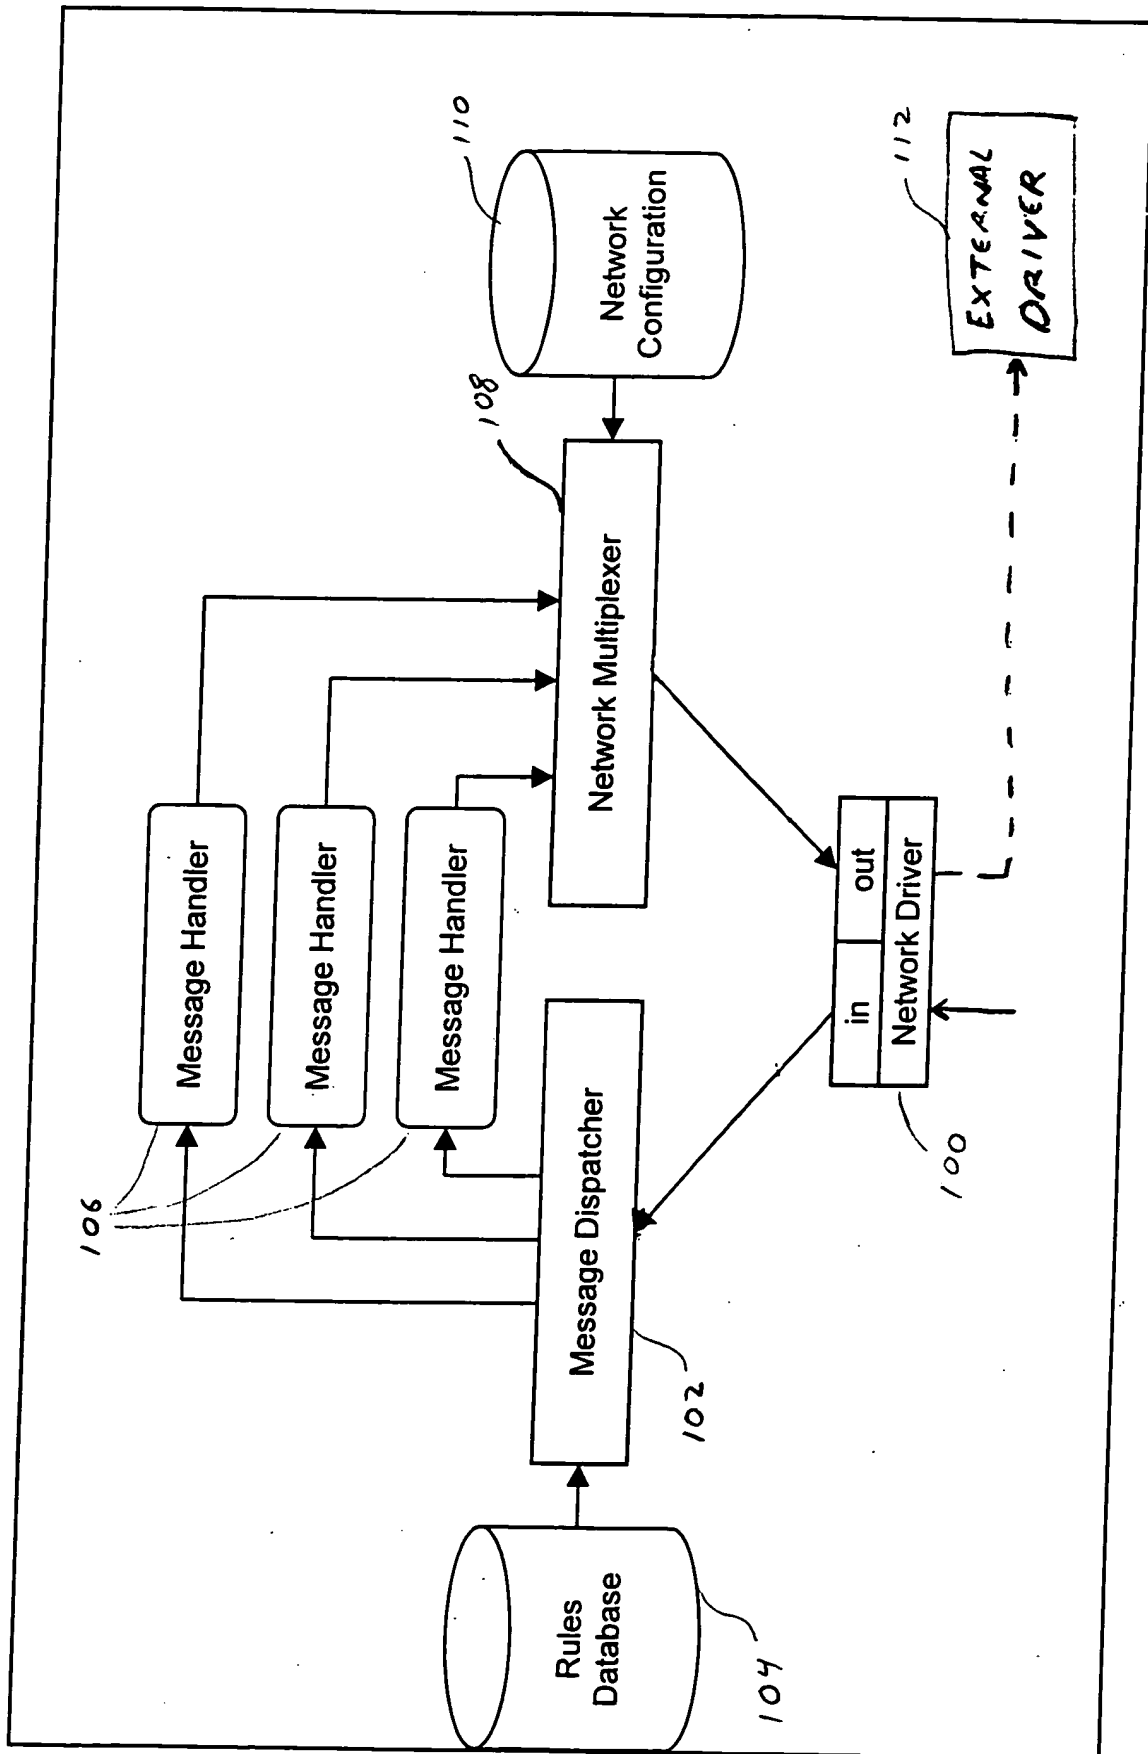 106
Message Handler
Message Handler
Message Handler
110
Network
Configuration
108
Network Multiplexer
Message Dispatcher
102
Rules
Database
104
in
out
Network Driver
100
112
EXTERNAL
DRIVER